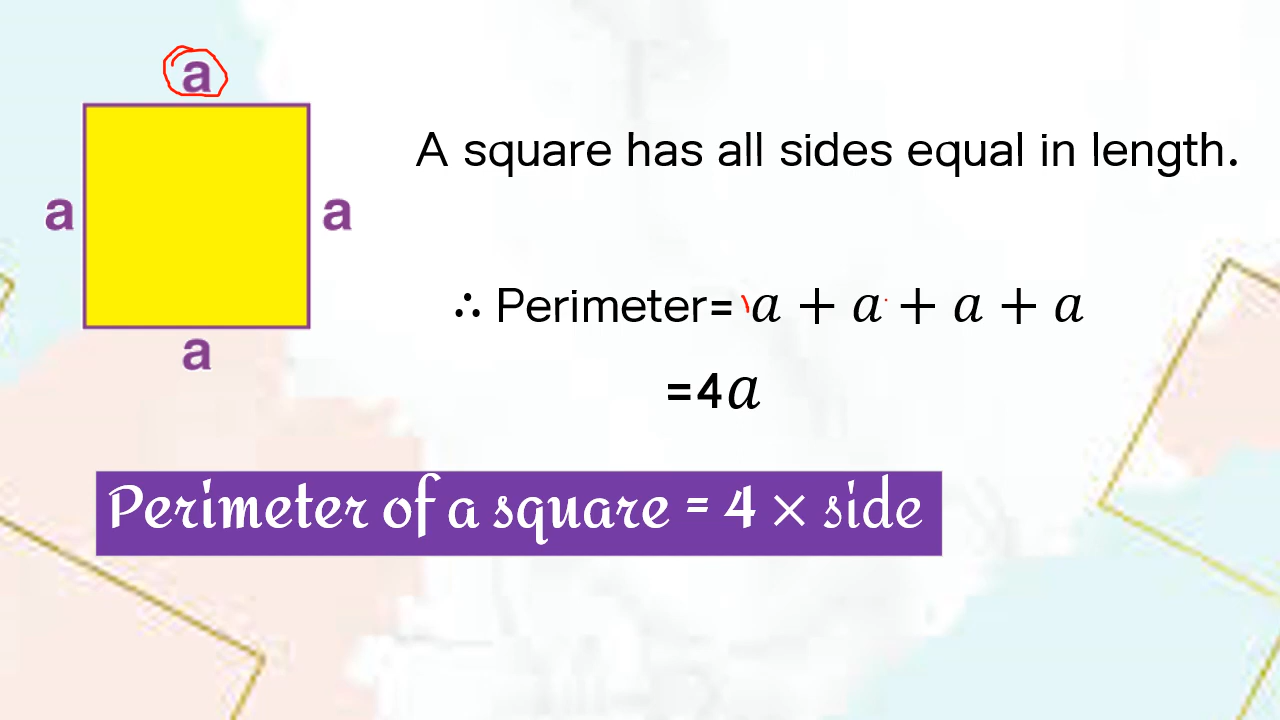 a
a
a
a
A square has all sides equal in length.
∴ Perimeter= a + a + a + a
=4a
Perimeter of a square = 4 × side